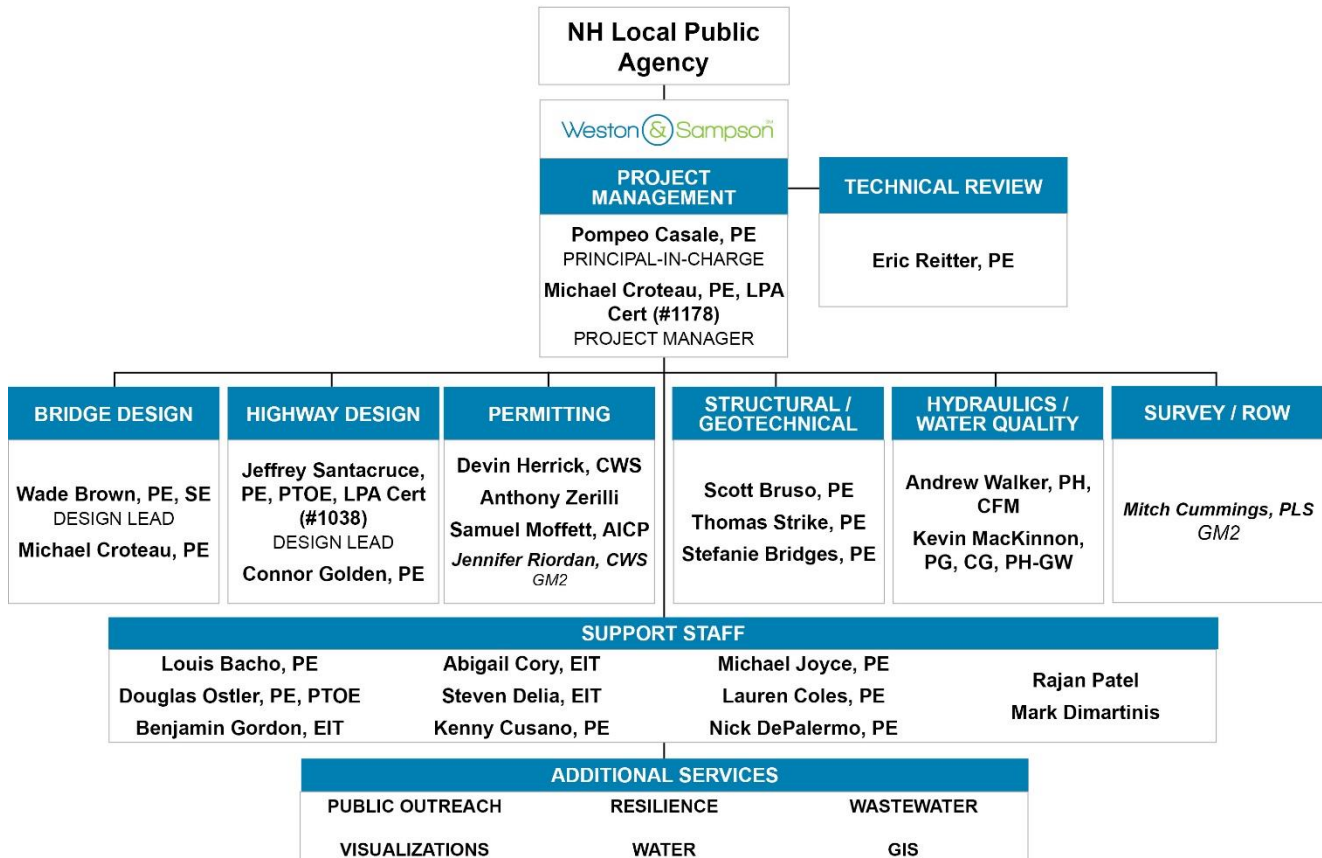 NH Local Public
Agency
Weston & Sampson℠
PROJECT
MANAGEMENT
Pompeo Casale, PE
PRINCIPAL-IN-CHARGE
Michael Croteau, PE, LPA
Cert (#1178)
PROJECT MANAGER
TECHNICAL REVIEW
Eric Reitter, PE
BRIDGE DESIGN
Wade Brown, PE, SE
DESIGN LEAD
Michael Croteau, PE
HIGHWAY DESIGN
Jeffrey Santacruce,
PE, PTOE, LPA Cert
(#1038)
DESIGN LEAD
Connor Golden, PE
PERMITTING
Devin Herrick, CWS
Anthony Zerilli
Samuel Moffett, AICP
Jennifer Riordan, CWS
GM2
STRUCTURAL /
GEOTECHNICAL
Scott Bruso, PE
Thomas Strike, PE
Stefanie Bridges, PE
HYDRAULICS /
WATER QUALITY
Andrew Walker, PH,
CFM
Kevin MacKinnon,
PG, CG, PH-GW
SURVEY / ROW
Mitch Cummings, PLS
GM2
SUPPORT STAFF
Louis Bacho, PE
Douglas Ostler, PE, PTOE
Benjamin Gordon, EIT
Abigail Cory, EIT
Steven Delia, EIT
Kenny Cusano, PE
Michael Joyce, PE
Lauren Coles, PE
Nick DePalermo, PE
Rajan Patel
Mark Dimartinis
ADDITIONAL SERVICES
PUBLIC OUTREACH
RESILIENCE
WASTEWATER
VISUALIZATIONS
WATER
GIS